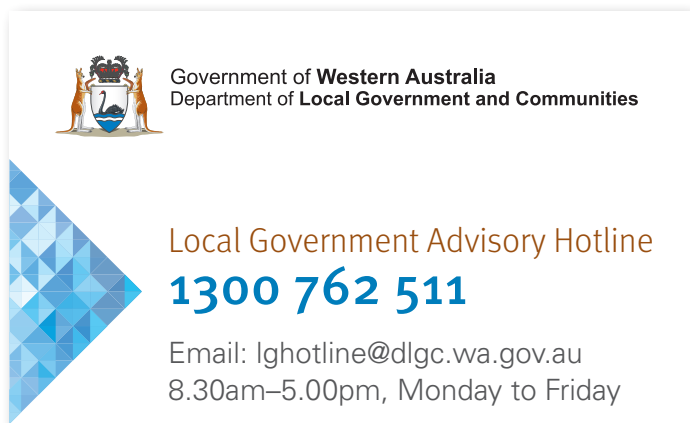 Government of Western Australia
Department of Local Government and Communities
Local Government Advisory Hotline
1300 762 511
Email: lghotline@dlgc.wa.gov.au
8.30am–5.00pm, Monday to Friday